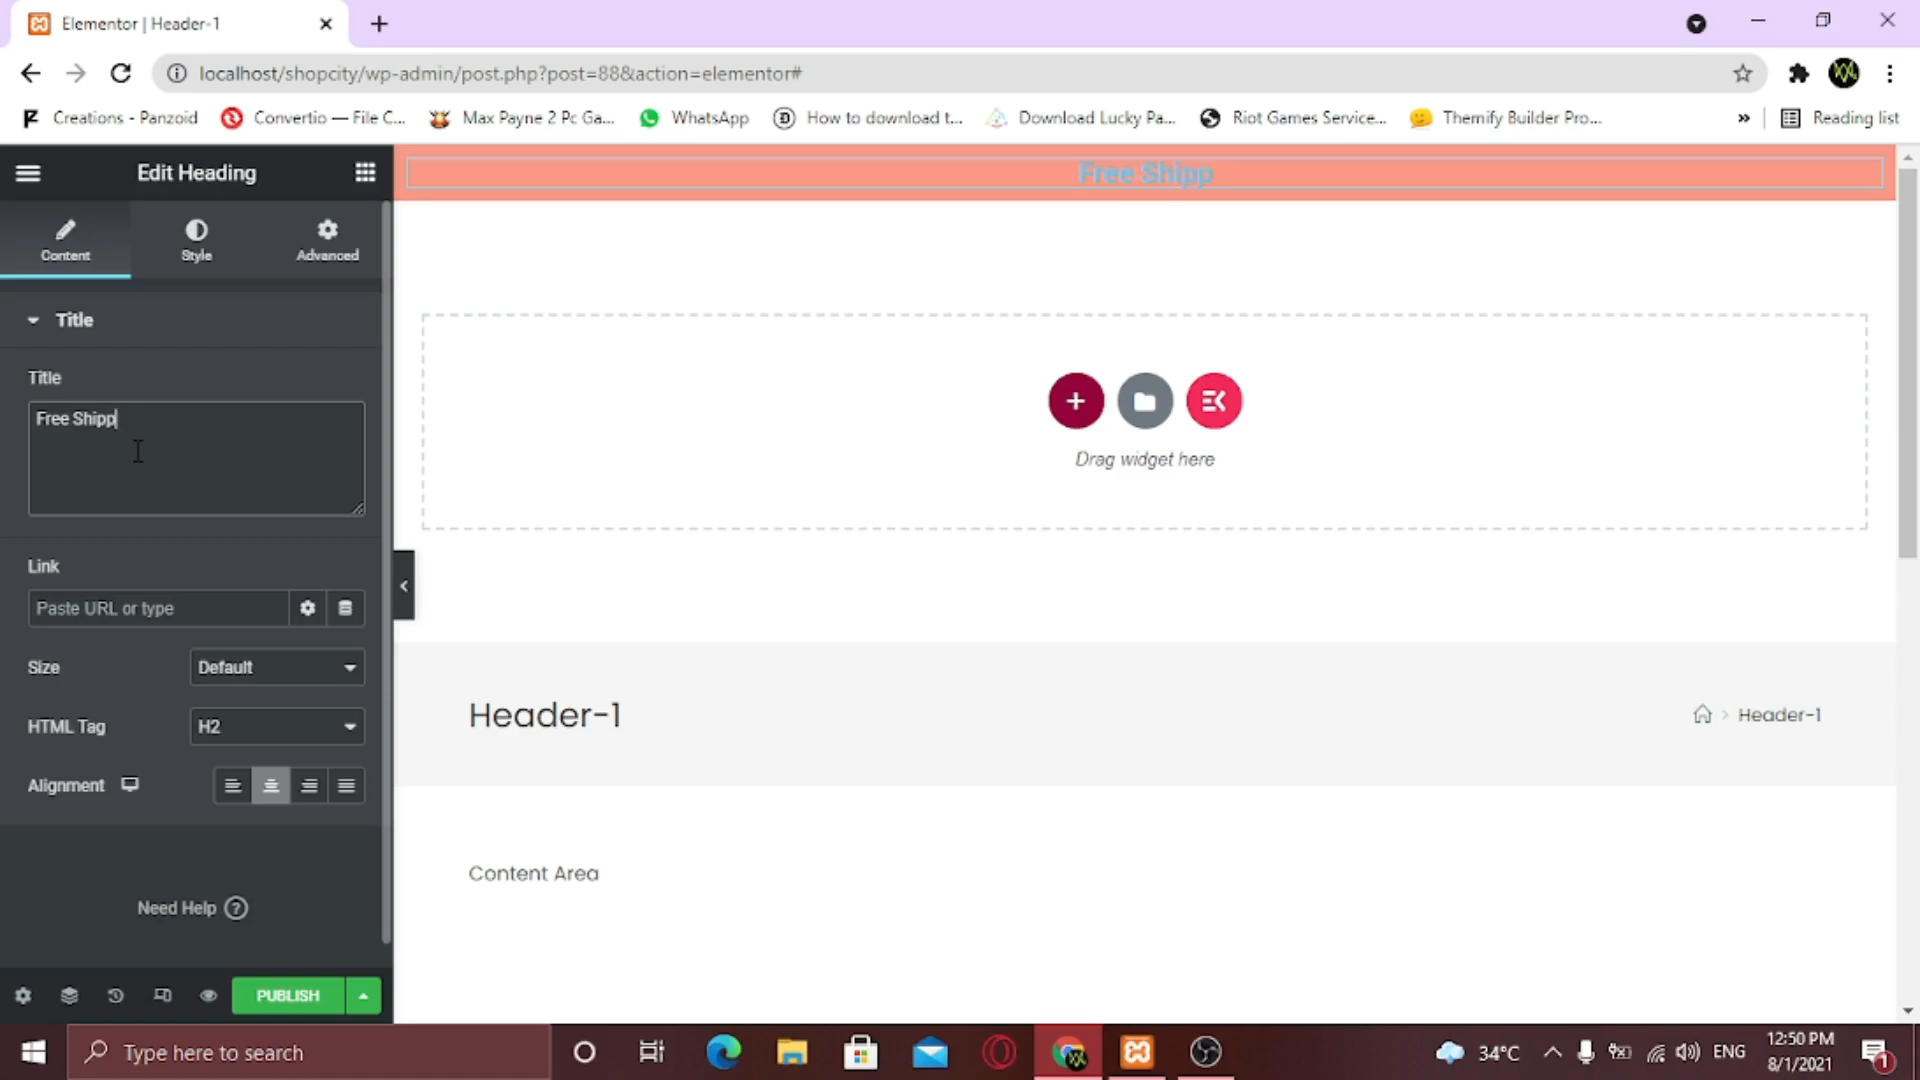 Elementor | Header-1
localhost/shopcity/wp-admin/post.php?post=88&action=elementor#
Creations - Panzoid
Convertio — File C...
Max Payne 2 Pc Ga...
WhatsApp
How to download t...
Download Lucky Pa...
Riot Games Service...
Themify Builder Pro...
»
Reading list
Edit Heading
Free Shipp
Content
Style
Advanced
Title
Title
Free Shipp
Drag widget here
Link
Paste URL or type
Size
Default
HTML Tag
H2
Alignment
Header-1
Header-1
Content Area
Need Help ?
PUBLISH
Type here to search
34°C
ENG
12:50 PM
8/1/2021
1